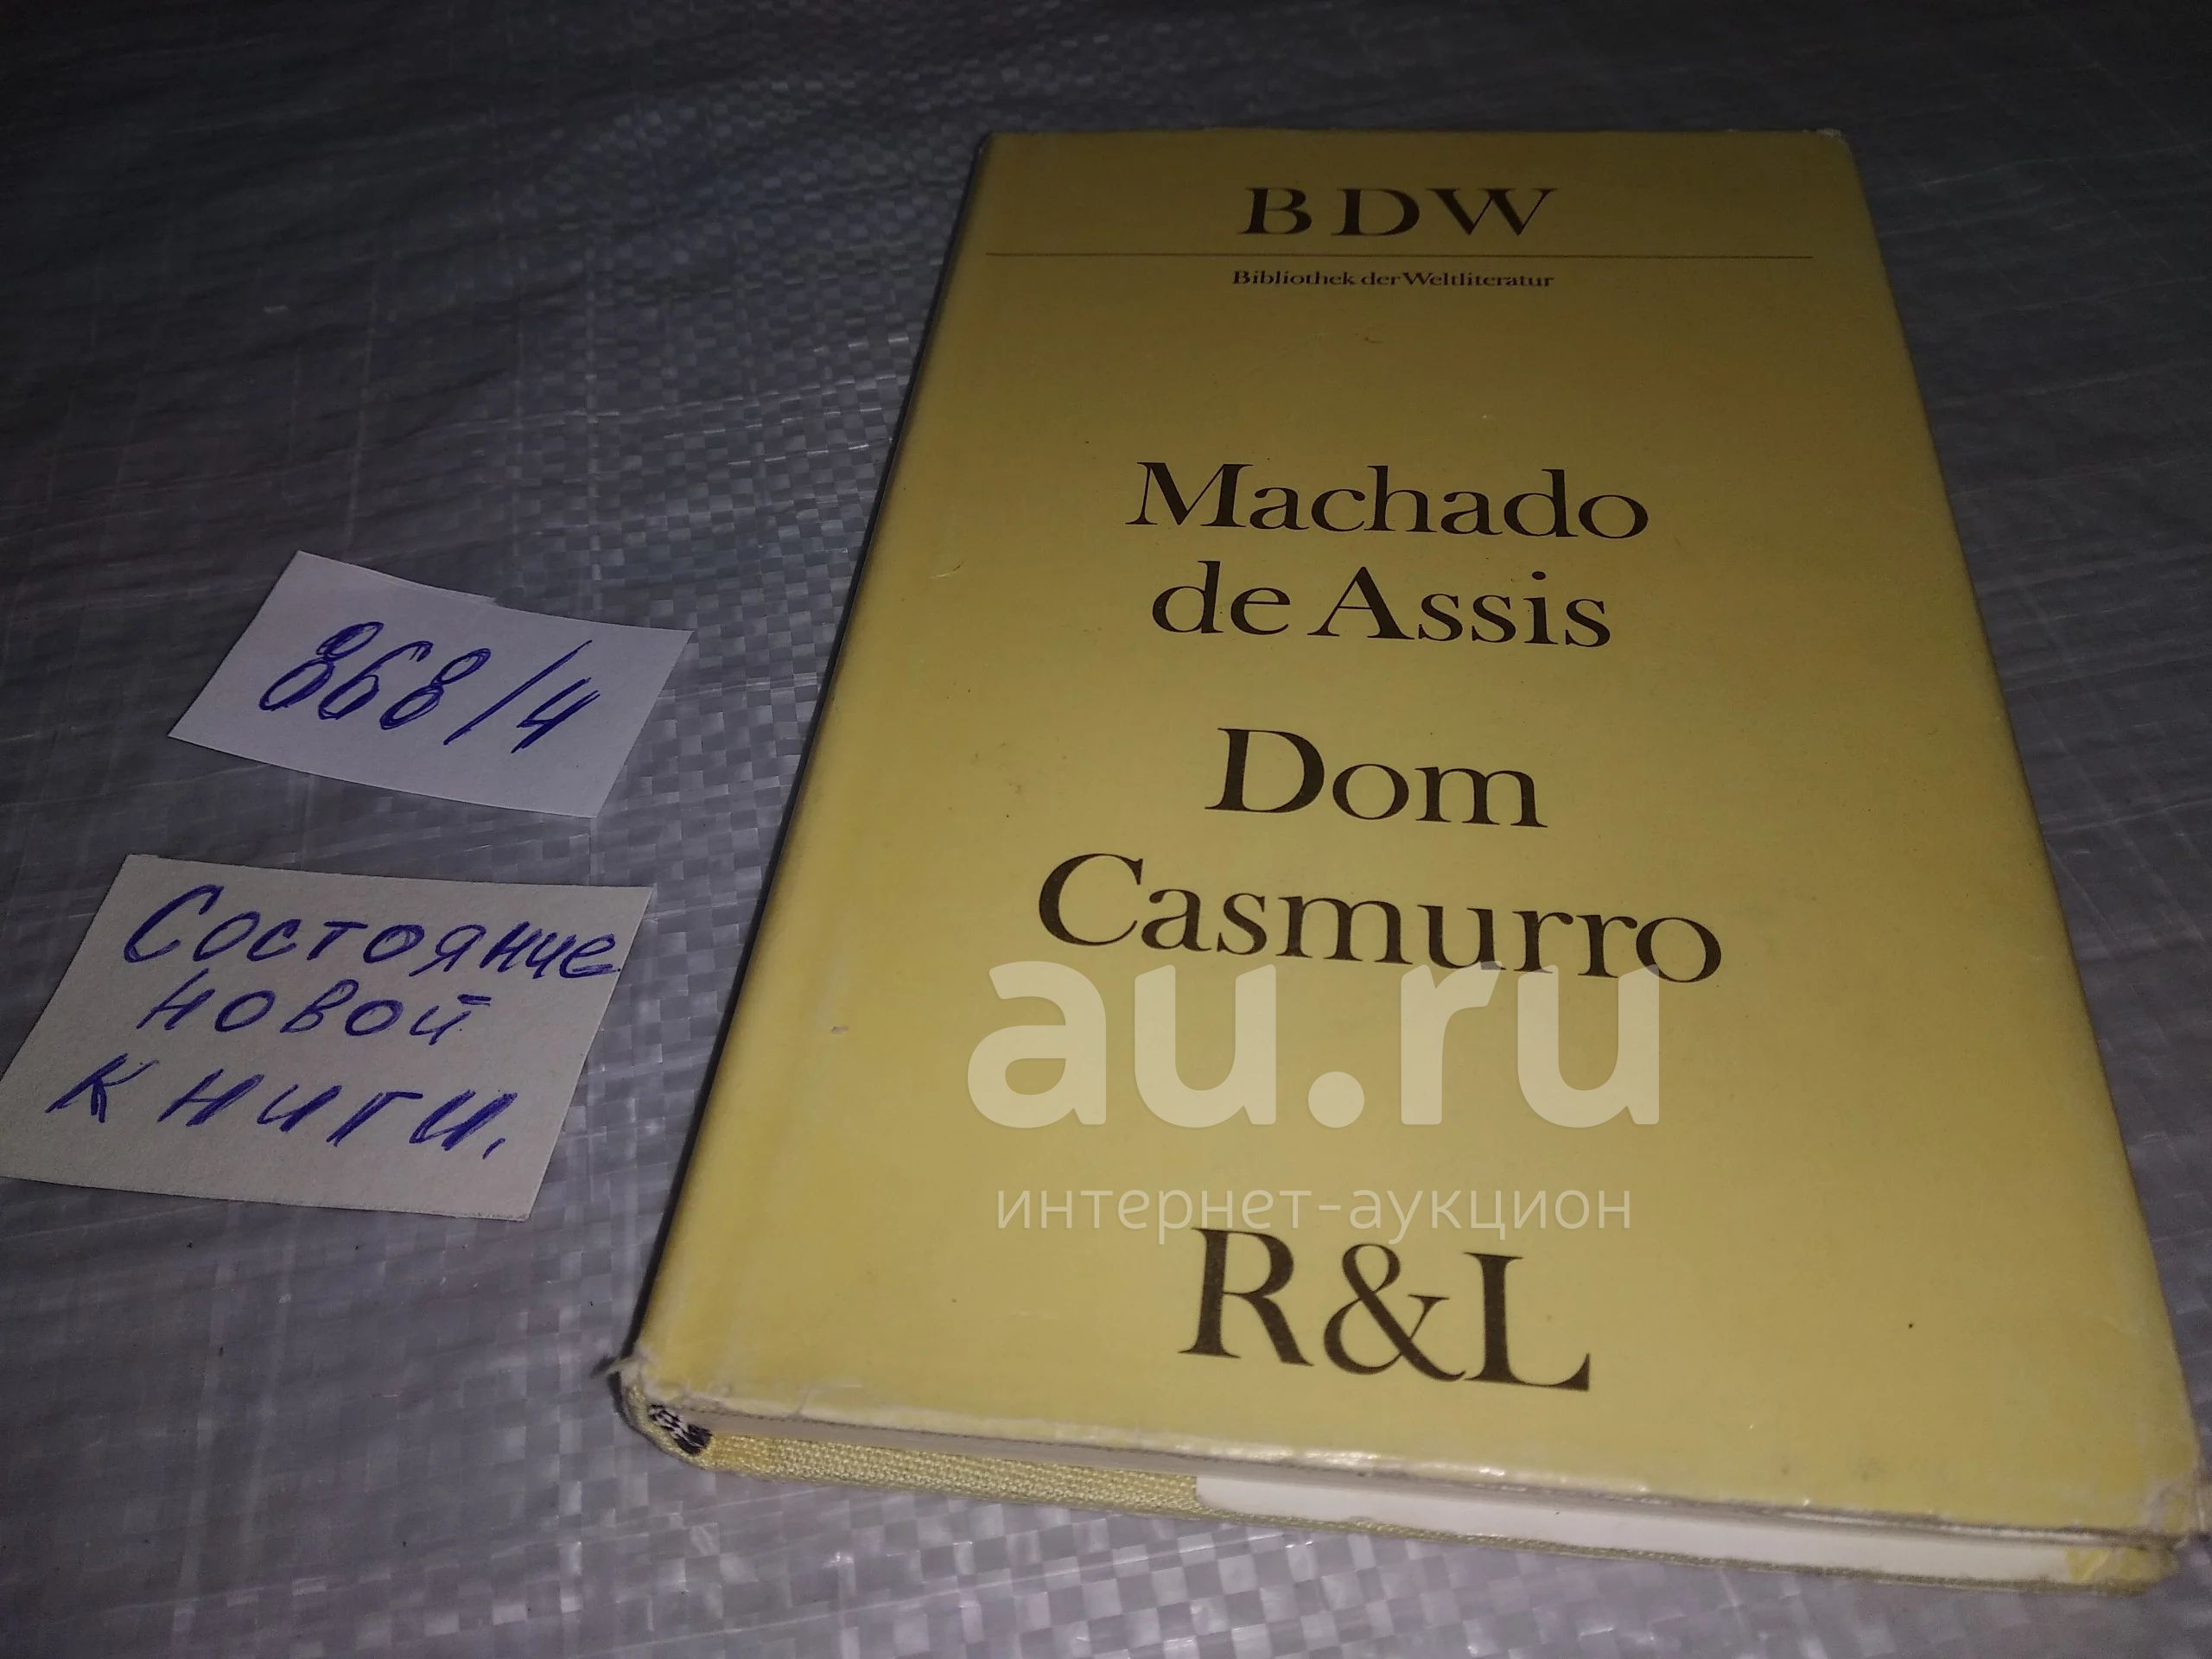 BDW
Bibliothek der Weltliteratur
Machado
de Assis
Dom
Casmurro
R&L
868/4
Состояние
новой
книги.
au.ru
интернет-аукцион